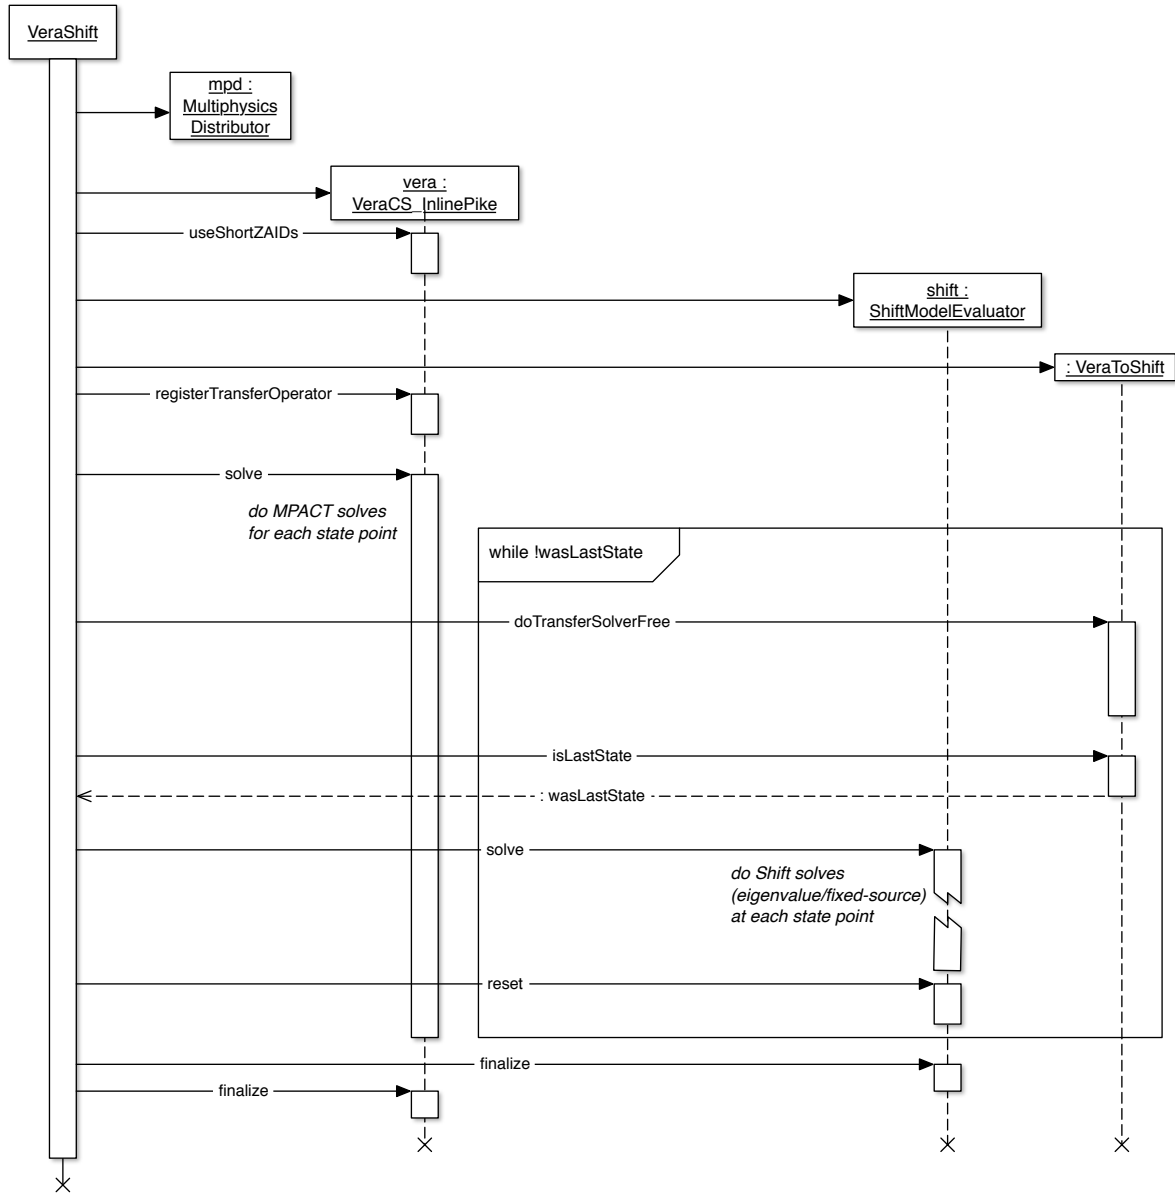 VeraShift
mpd :
Multiphysics
Distributor
vera :
VeraCS_InlinePike
useShortZAIDs
shift :
ShiftModelEvaluator
: VeraToShift
registerTransferOperator
solve
do MPACT solves
for each state point
while !wasLastState
doTransferSolverFree
isLastState
: wasLastState
solve
do Shift solves
(eigenvalue/fixed-source)
at each state point
reset
finalize
finalize